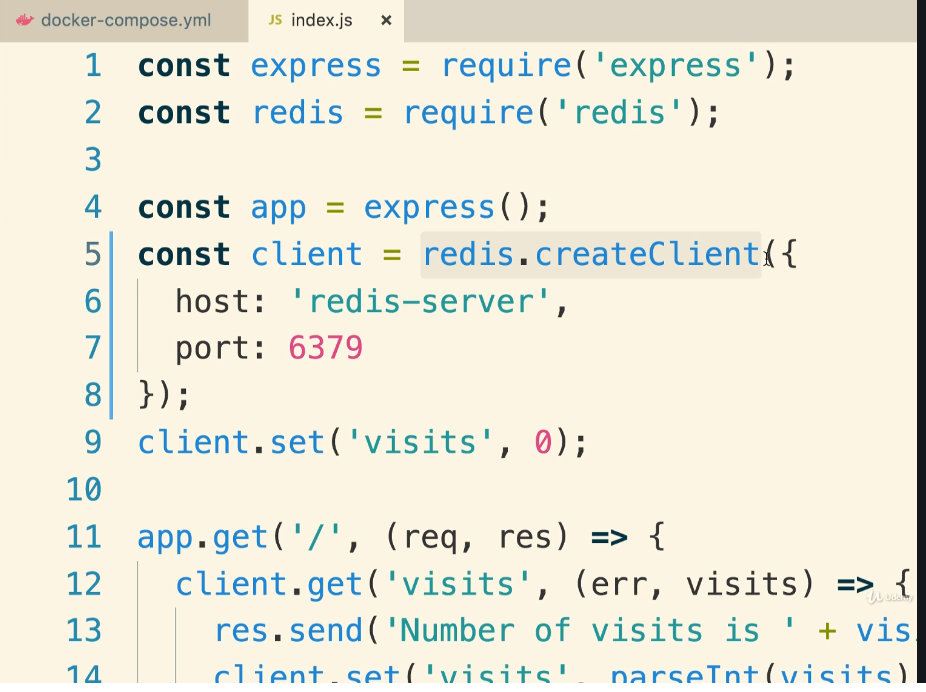 docker-compose.yml
JS index.js ×
1 const express = require('express');
2 const redis = require('redis');
3
4 const app = express();
5 const client = redis.createClient({
6 host: 'redis-server',
7 port: 6379
8 });
9 client.set('visits', 0);
10
11 app.get('/', (req, res) => {
12 client.get('visits', (err, visits) => {
13 res.send('Number of visits is ' + vis
14 client.set('visits', parseInt(visits)
Udemy